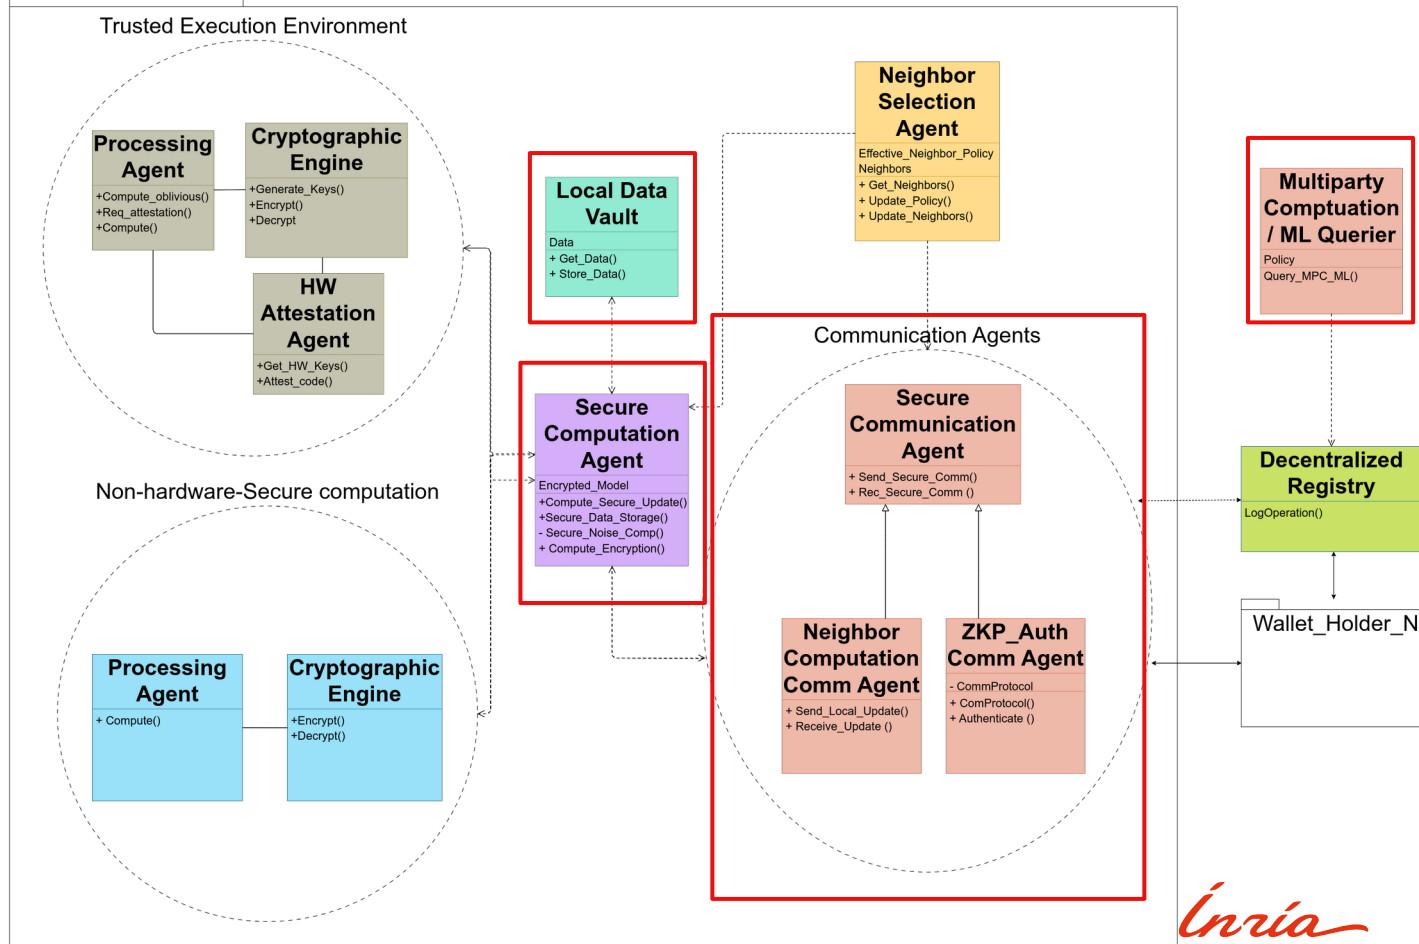 Trusted Execution Environment
Processing
Agent
+Compute_oblivious()
+Req_attestation()
+Compute()
Cryptographic
Engine
+Generate_Keys()
+Encrypt()
+Decrypt
HW
Attestation
Agent
+Get_HW_Keys()
+Attest_code()
Non-hardware-Secure computation
Processing
Agent
+ Compute()
Cryptographic
Engine
+Encrypt()
+Decrypt()
Local Data
Vault
Data
+ Get_Data()
+ Store_Data()
Secure
Computation
Agent
Encrypted_Model
+Compute_Secure_Update()
+Secure_Data_Storage()
- Secure_Noise_Comp()
+ Compute_Encryption()
Neighbor
Selection
Agent
Effective_Neighbor_Policy
Neighbors
+ Get_Neighbors()
+ Update_Policy()
+ Update_Neighbors()
Communication Agents
Secure
Communication
Agent
+ Send_Secure_Comm()
+ Rec_Secure_Comm ()
Neighbor
Computation
Comm Agent
+ Send_Local_Update()
+ Receive_Update ()
ZKP_Auth
Comm Agent
- CommProtocol
+ ComProtocol()
+ Authenticate ()
Multiparty
Comptuation
/ ML Querier
Policy
Query_MPC_ML()
Decentralized
Registry
LogOperation()
Wallet_Holder_N
Inria